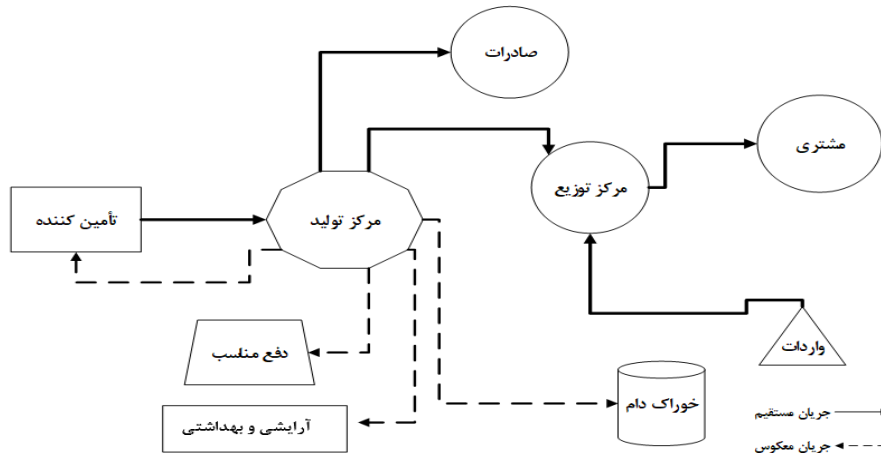 صادرات
مشتری
مرکز توزیع
تأمین کننده
مرکز تولید
واردات
دفع مناسب
خوراک دام
آرایشی و بهداشتی
جریان مستقیم
جریان معکوس